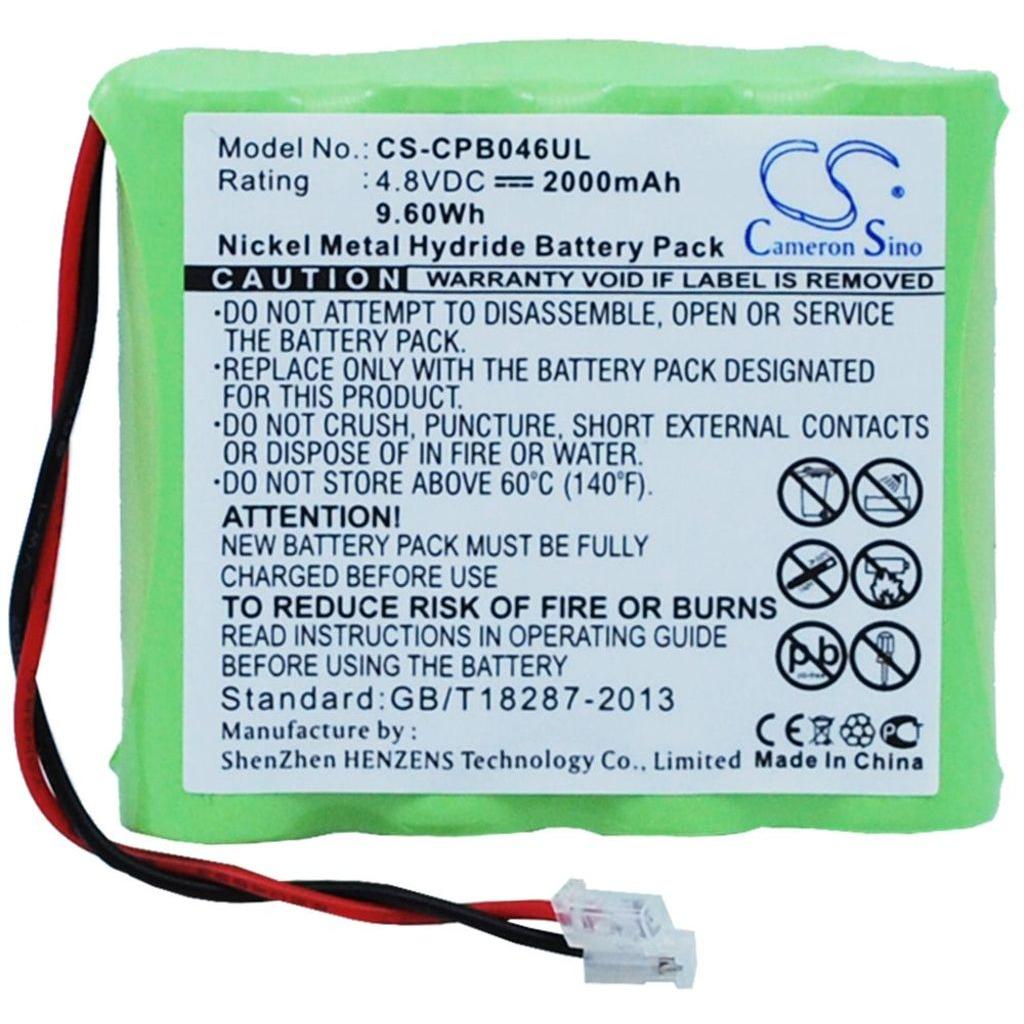 Model No.: CS-CPB046UL
Rating : 4.8VDC 2000mAh
9.60Wh
Nickel Metal Hydride Battery Pack
CS ®
Cameron Sino
CAUTION WARRANTY VOID IF LABEL IS REMOVED
·DO NOT ATTEMPT TO DISASSEMBLE, OPEN OR SERVICE
THE BATTERY PACK.
·REPLACE ONLY WITH THE BATTERY PACK DESIGNATED
FOR THIS PRODUCT.
·DO NOT CRUSH, PUNCTURE, SHORT EXTERNAL CONTACTS
OR DISPOSE OF IN FIRE OR WATER.
·DO NOT STORE ABOVE 60°C (140°F).
ATTENTION!
NEW BATTERY PACK MUST BE FULLY
CHARGED BEFORE USE
TO REDUCE RISK OF FIRE OR BURNS
READ INSTRUCTIONS IN OPERATING GUIDE
BEFORE USING THE BATTERY
pb
Standard:GB/T18287-2013
Manufacture by :
ShenZhen HENZENS Technology Co., Limited
CE PC
Made In China